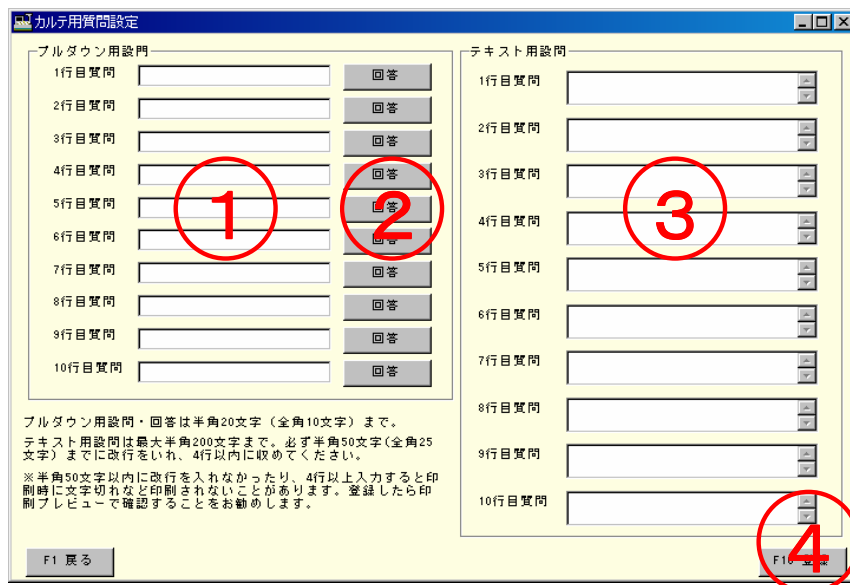 カルテ用質問設定
プルダウン用設問
1行目質問 回答
2行目質問 回答
3行目質問 回答
4行目質問 回答
5行目質問 回答
6行目質問 回答
7行目質問 回答
8行目質問 回答
9行目質問 回答
10行目質問 回答
①
②
プルダウン用設問・回答は半角20文字（全角10文字）まで。
テキスト用設問は最大半角200文字まで。必ず半角50文字(全角25
文字）までに改行をいれ、4行以内に収めてください。
※半角50文字以内に改行を入れなかったり、4行以上入力すると印
刷時に文字切れなど印刷されないことがあります。登録したら印
刷プレビューで確認することをお勧めします。
F1 戻る
テキスト用設問
1行目質問
2行目質問
3行目質問
4行目質問
5行目質問
6行目質問
7行目質問
8行目質問
9行目質問
10行目質問
③
④